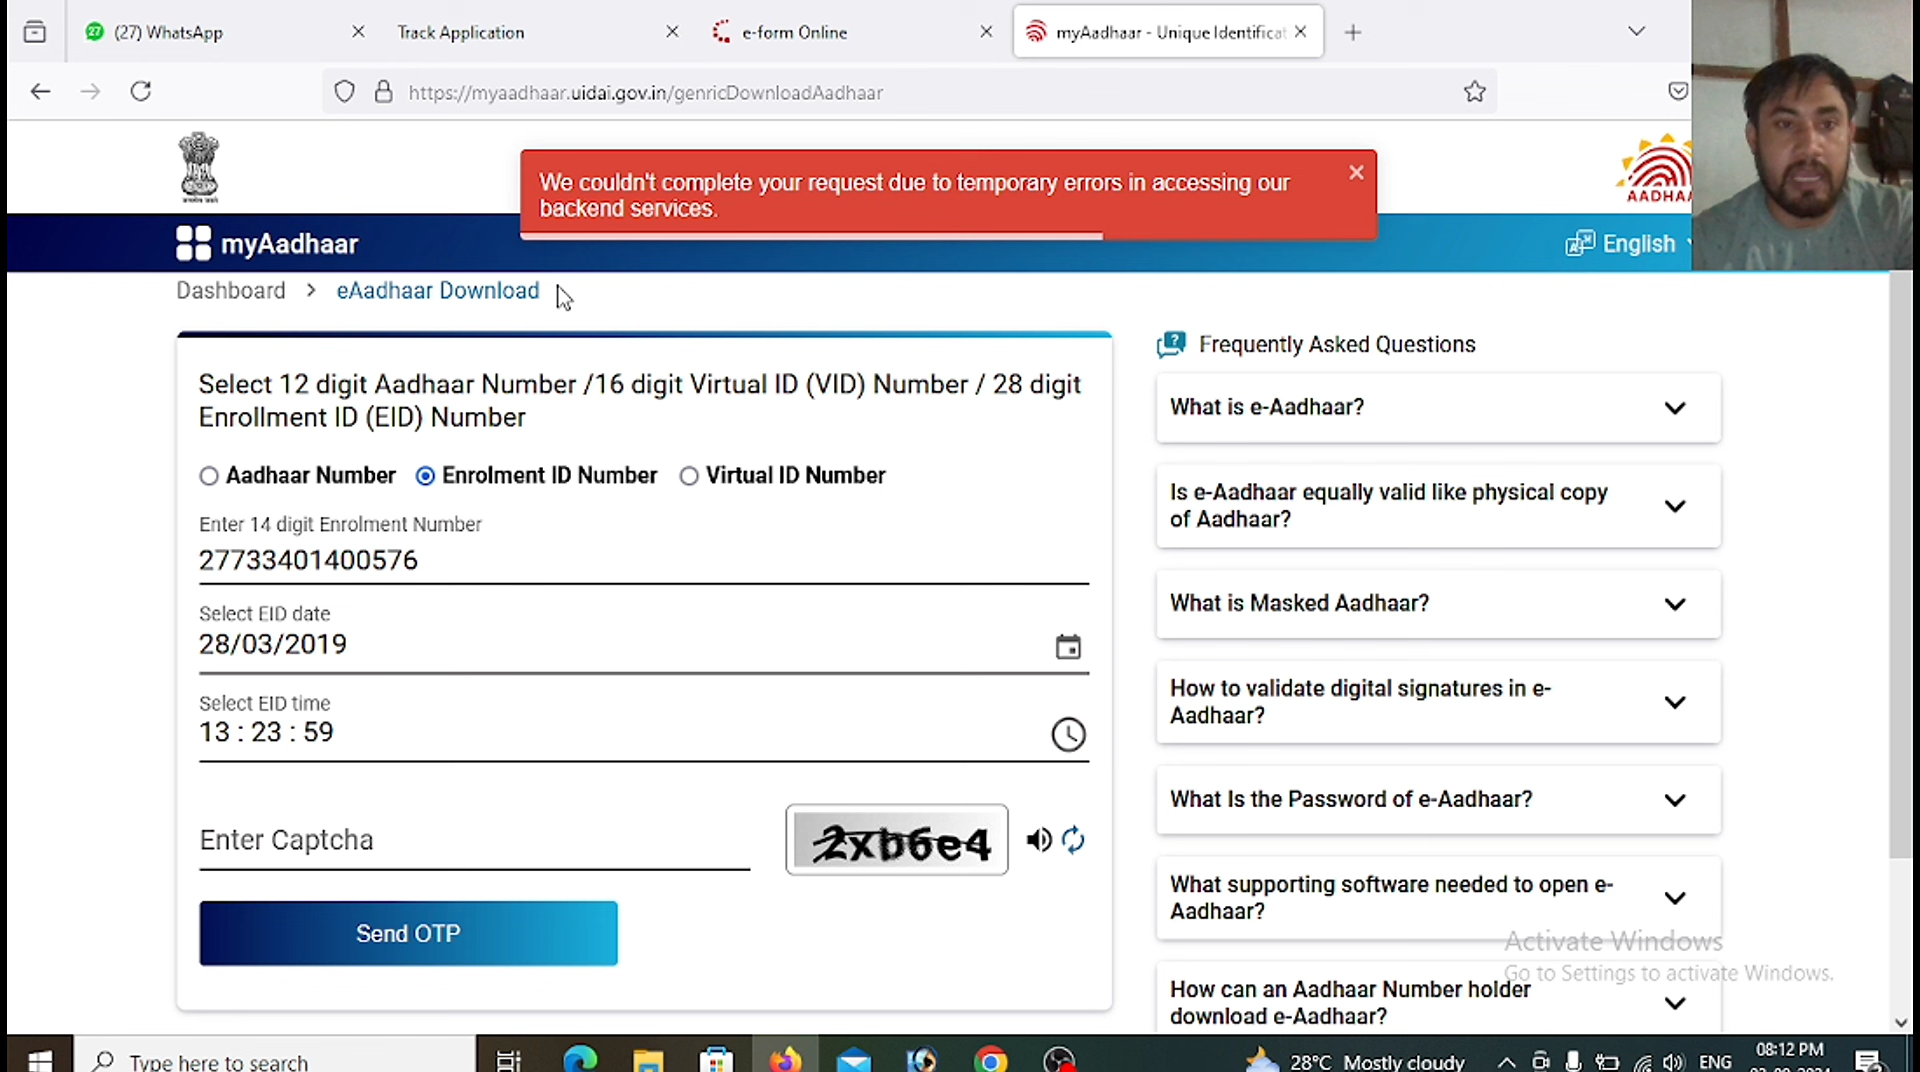 (27) WhatsApp
Track Application
e-form Online
myAadhaar - Unique Identificat
https://myaadhaar.uidai.gov.in/genricDownloadAadhaar
We couldn't complete your request due to temporary errors in accessing our
backend services.
AADHA
myAadhaar
English
Dashboard > eAadhaar Download
Select 12 digit Aadhaar Number /16 digit Virtual ID (VID) Number / 28 digit
Enrollment ID (EID) Number
Aadhaar Number Enrolment ID Number Virtual ID Number
Enter 14 digit Enrolment Number
27733401400576
Select EID date
28/03/2019
Select EID time
13 : 23 : 59
Enter Captcha
2xb6e4
Send OTP
Frequently Asked Questions
What is e-Aadhaar?
Is e-Aadhaar equally valid like physical copy
of Aadhaar?
What is Masked Aadhaar?
How to validate digital signatures in e-
Aadhaar?
What Is the Password of e-Aadhaar?
What supporting software needed to open e-
Aadhaar?
How can an Aadhaar Number holder
download e-Aadhaar?
Activate Windows
Go to Settings to activate Windows.
Type here to search
28°C Mostly cloudy
ENG
08:12 PM